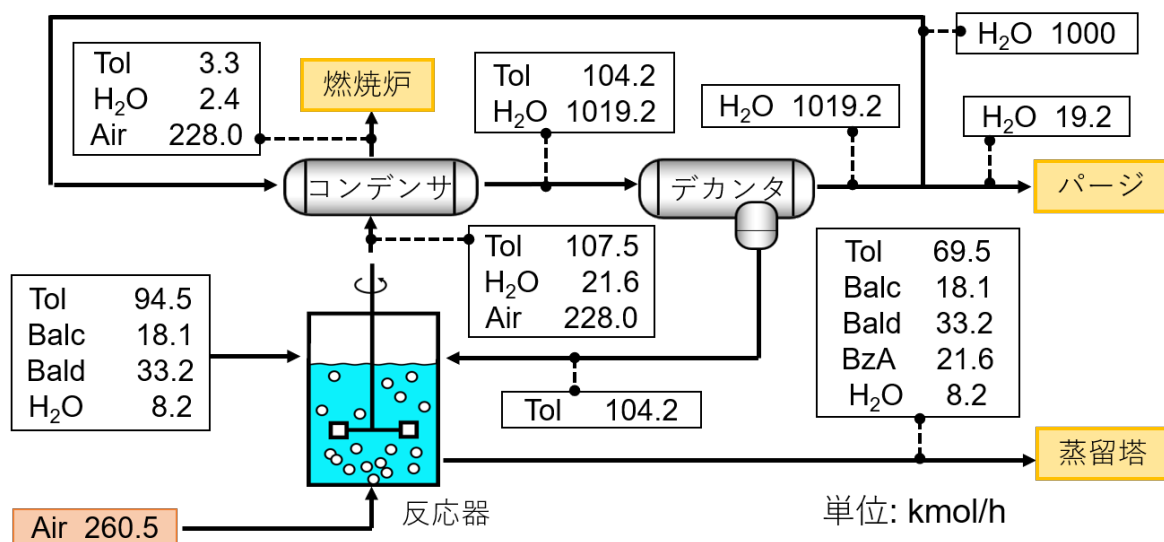 H₂O 1000
Tol 3.3
H₂O 2.4
Air 228.0
燃焼炉
Tol 104.2
H₂O 1019.2
H₂O 1019.2
H₂O 19.2
コンデンサ
デカンタ
パージ
Tol 107.5
H₂O 21.6
Air 228.0
Tol 69.5
Balc 18.1
Bald 33.2
BzA 21.6
H₂O 8.2
Tol 94.5
Balc 18.1
Bald 33.2
H₂O 8.2
Tol 104.2
蒸留塔
反応器
単位: kmol/h
Air 260.5